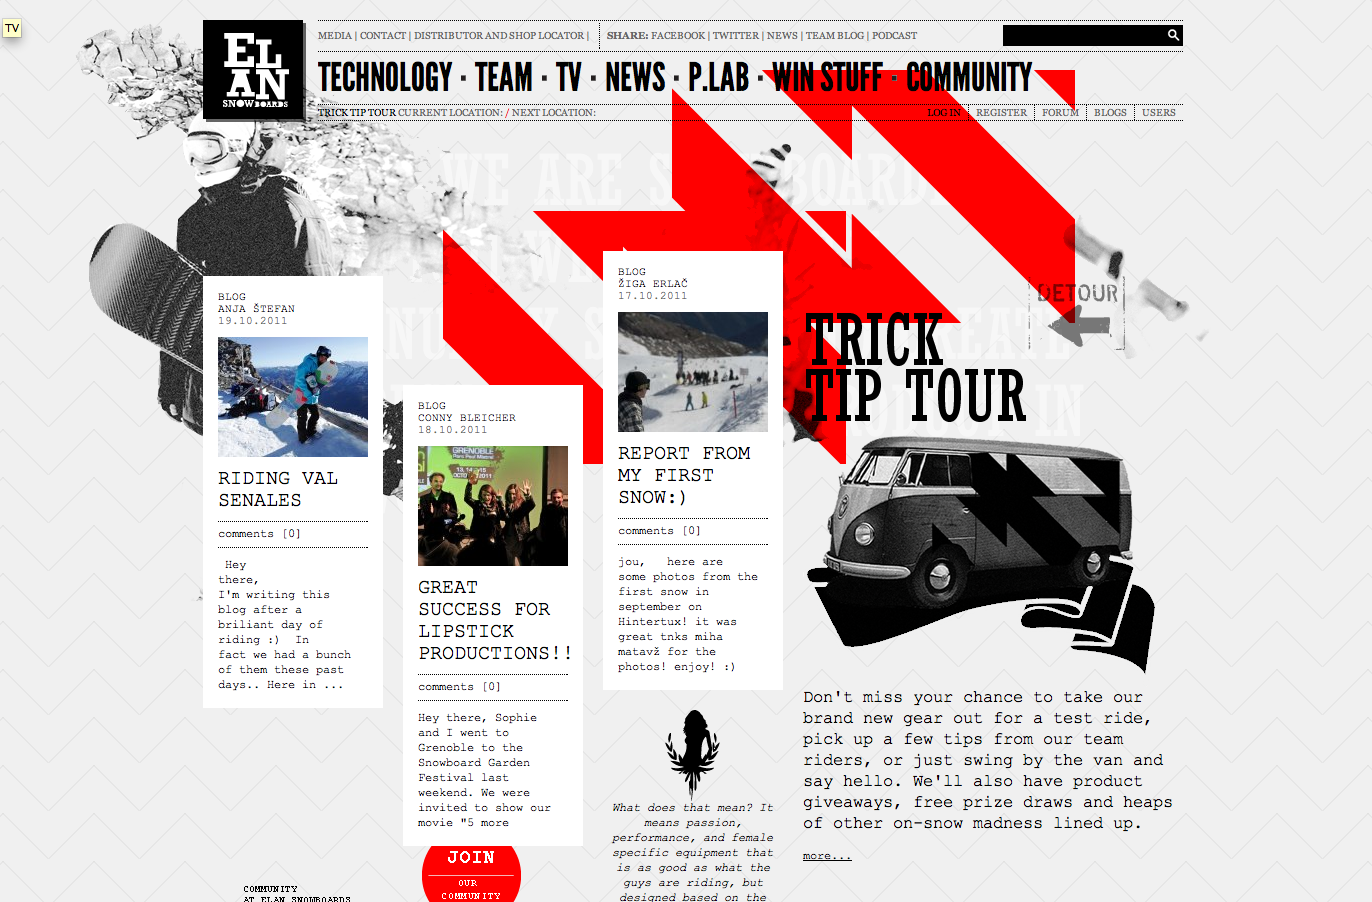 TV
EL
AN
SNOWBOARDS
MEDIA | CONTACT | DISTRIBUTOR AND SHOP LOCATOR |
SHARE: FACEBOOK | TWITTER | NEWS | TEAM BLOG | PODCAST
TECHNOLOGY · TEAM · TV · NEWS · P.LAB · WIN STUFF · COMMUNITY
TRICK TIP TOUR CURRENT LOCATION: / NEXT LOCATION:
LOG IN
REGISTER
FORUM
BLOGS
USERS
WE ARE
BLOG
ANJA ŠTEFAN
19.10.2011
RIDING VAL
SENALES
comments [0]
Hey
there,
I'm writing this
blog after a
briliant day of
riding :)  In
fact we had a bunch
of them these past
days.. Here in ...
BLOG
CONNY BLEICHER
18.10.2011
GRENOBLE
GREAT
SUCCESS FOR
LIPSTICK
PRODUCTIONS!!
comments [0]
Hey there, Sophie
and I went to
Grenoble to the
Snowboard Garden
Festival last
weekend. We were
invited to show our
movie "5 more
BLOG
ŽIGA ERLAČ
17.10.2011
REPORT FROM
MY FIRST
SNOW:)
comments [0]
jou,   here are
some photos from the
first snow in
september on
Hintertux! it was
great tnks miha
matavž for the
photos! enjoy! :)
DETOUR
TRICK
TIP TOUR
Don't miss your chance to take our
brand new gear out for a test ride,
pick up a few tips from our team
riders, or just swing by the van and
say hello. We'll also have product
giveaways, free prize draws and heaps
of other on-snow madness lined up.
more...
What does that mean? It
means passion,
performance, and female
specific equipment that
is as good as what the
guys are riding, but
designed based on the
JOIN
OUR
COMMUNITY
COMMUNITY
AT ELAN SNOWBOARDS